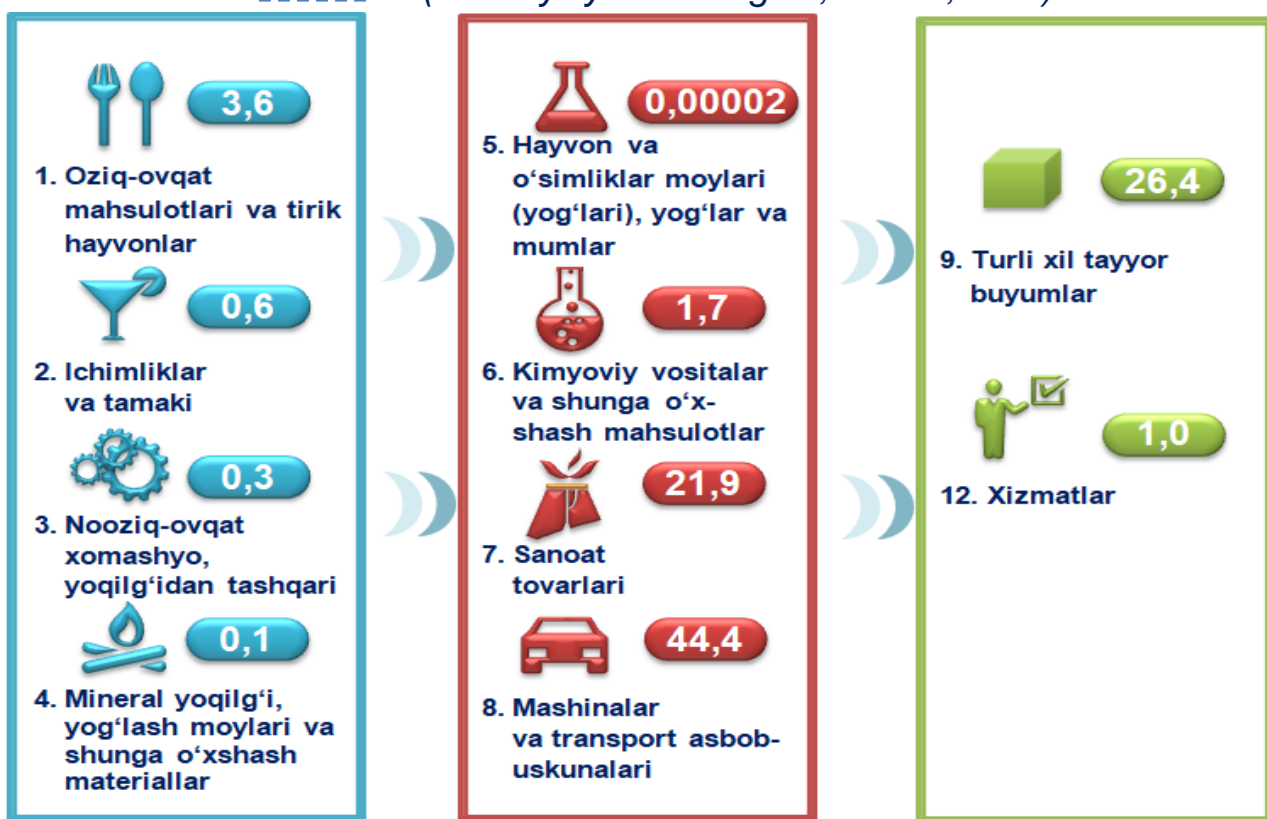 3,6
1. Oziq-ovqat
mahsulotlari va tirik
hayvonlar
0,6
2. Ichimliklar
va tamaki
0,3
3. Nooziq-ovqat
xomashyo,
yoqilg‘idan tashqari
0,1
4. Mineral yoqilg‘i,
yog‘lash moylari va
shunga o‘xshash
materiallar
0,00002
5. Hayvon va
o‘simliklar moylari
(yog‘lari), yog‘lar va
mumlar
1,7
6. Kimyoviy vositalar
va shunga o‘x-
shash mahsulotlar
21,9
7. Sanoat
tovarlari
44,4
8. Mashinalar
va transport asbob-
uskunalari
26,4
9. Turli xil tayyor
buyumlar
1,0
12. Xizmatlar